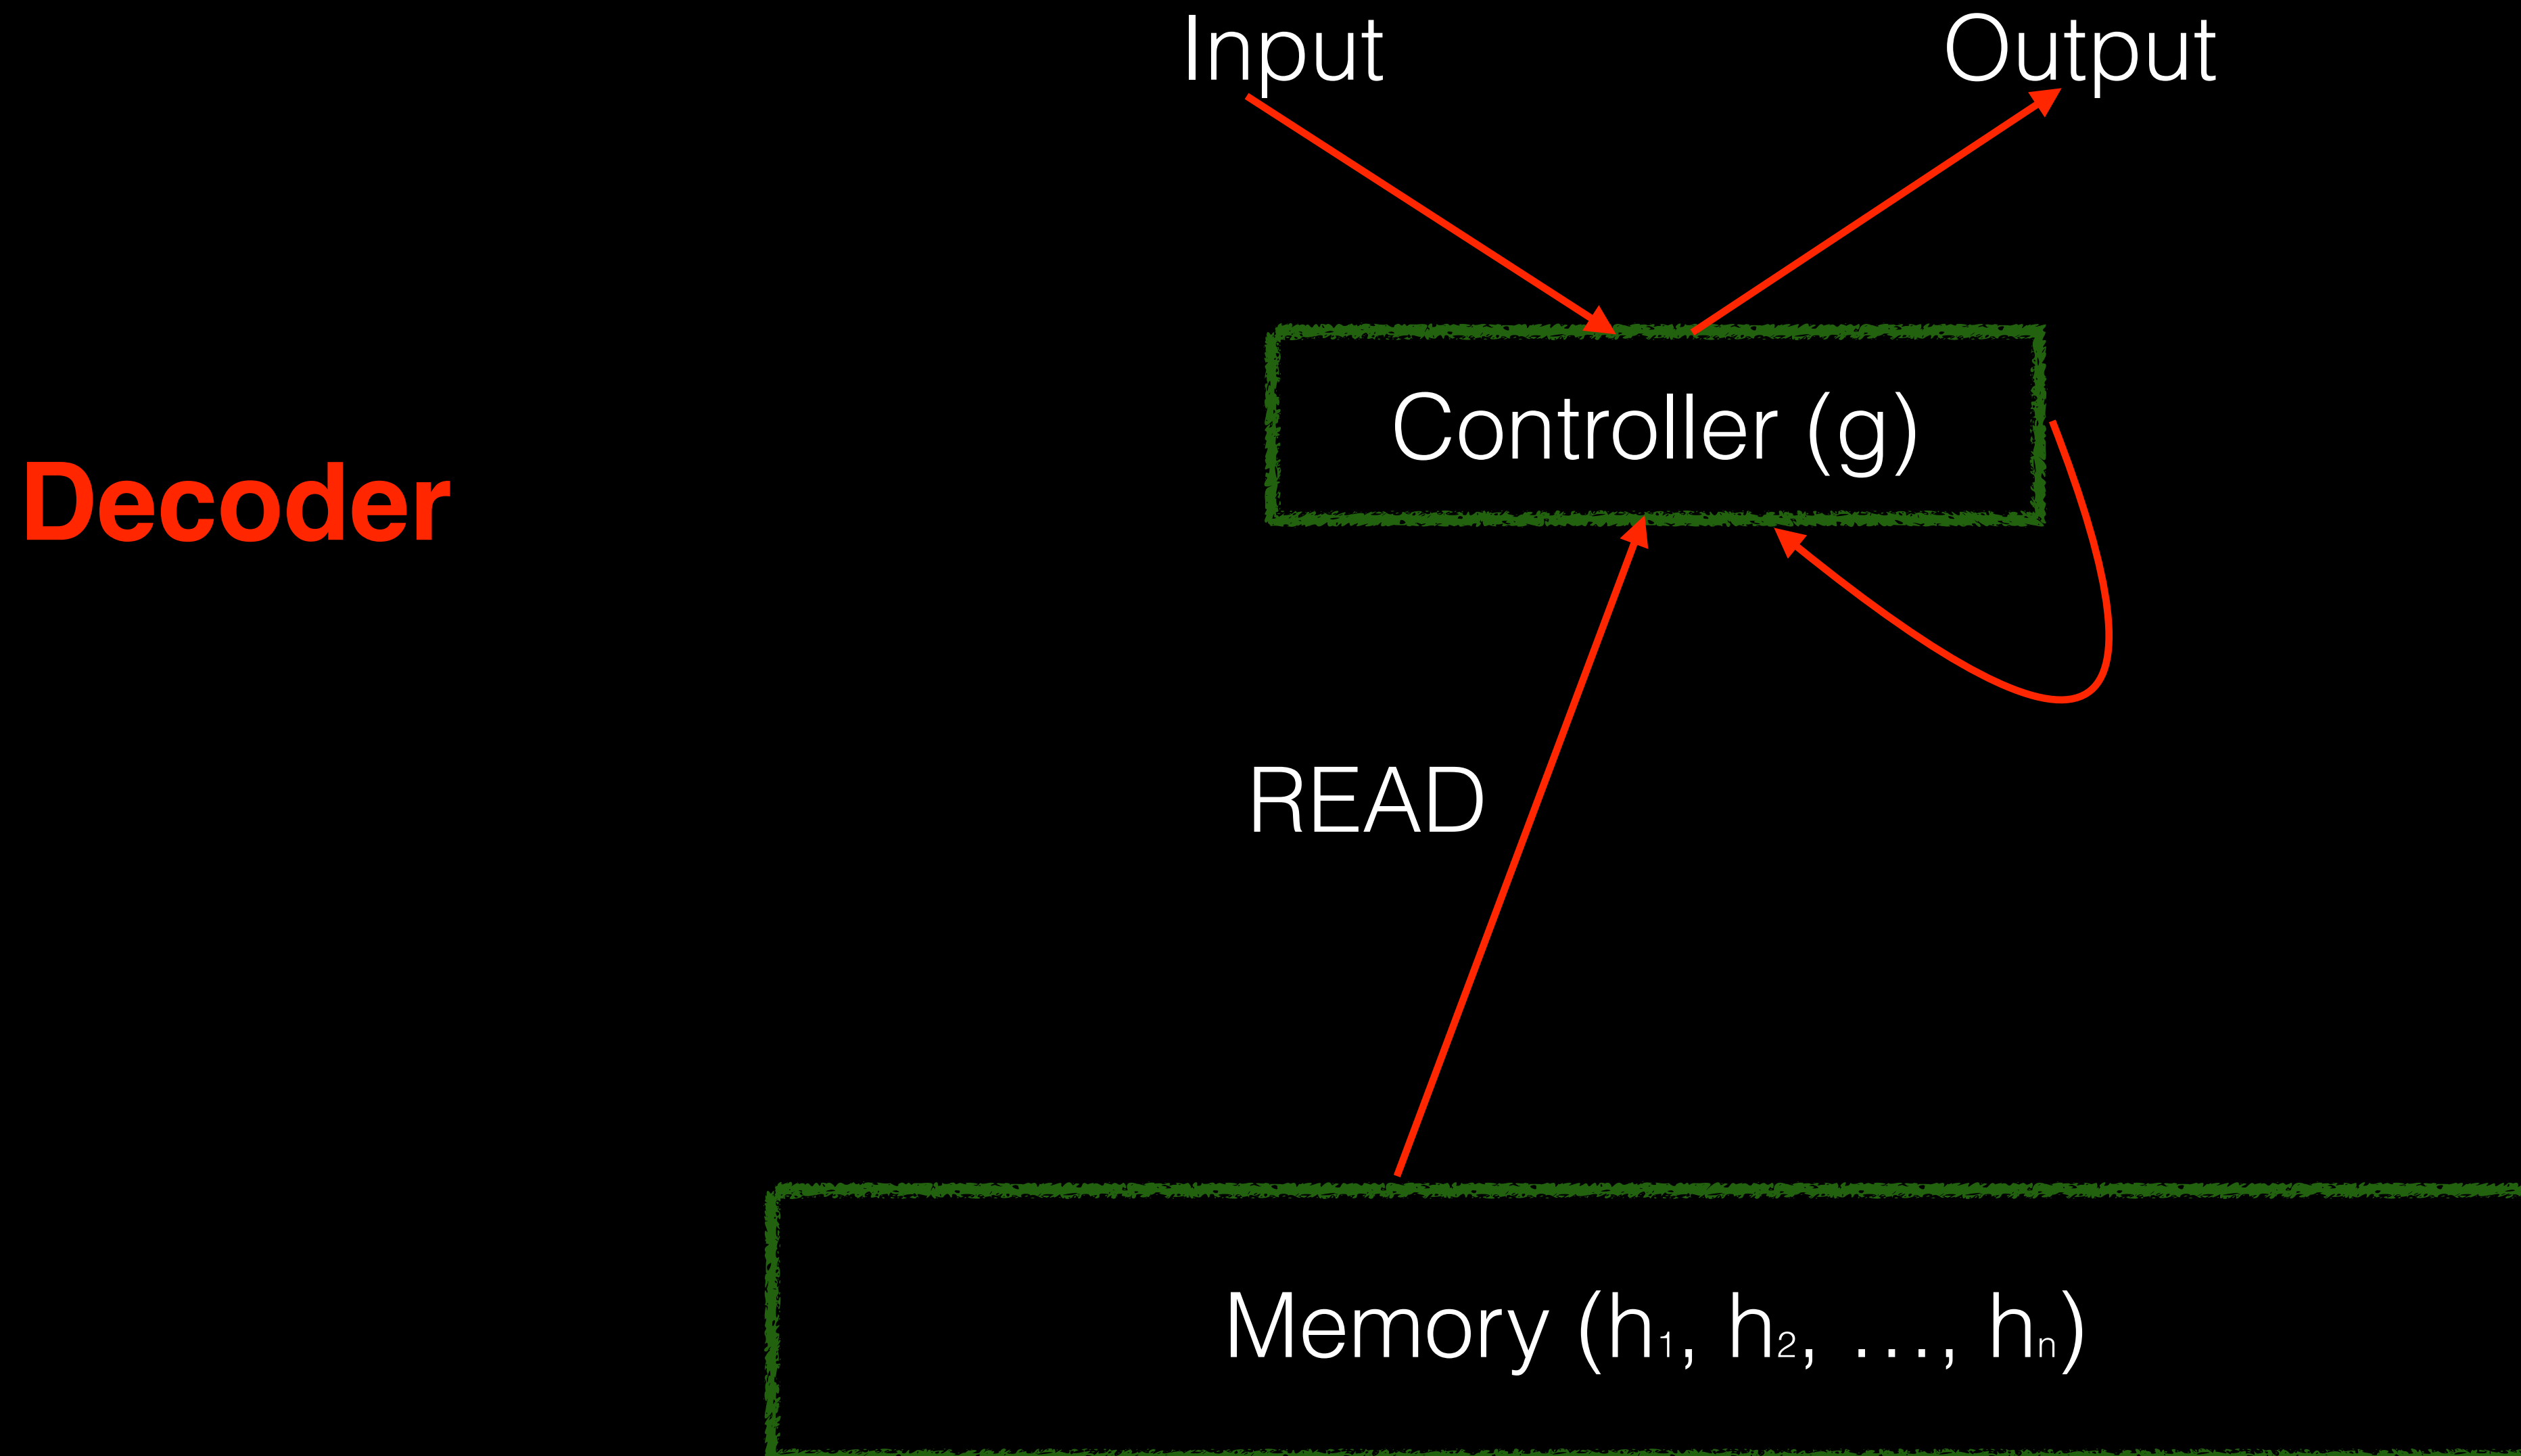 Input Output
Controller (g)
Decoder
READ
Memory (h₁, h₂, ..., hₙ)